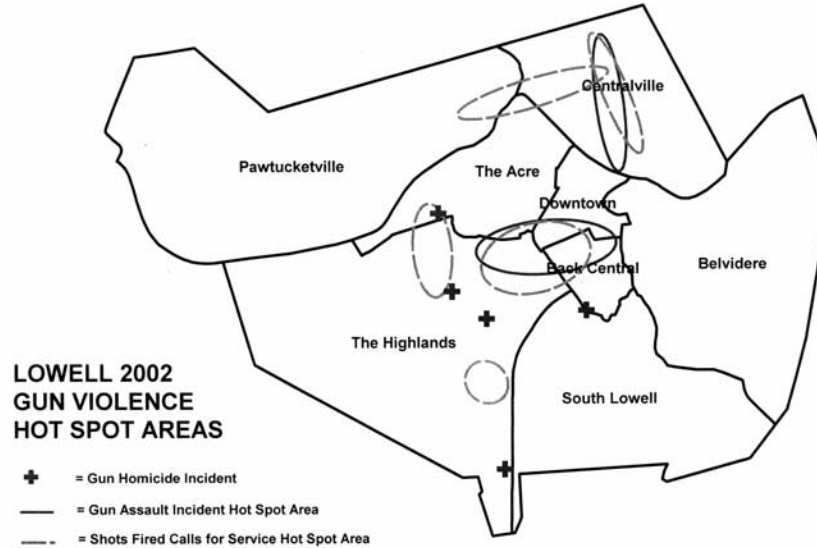 Centralville
Pawtucketville
The Acre
Downtown
Back Central
Belvidere
The Highlands
South Lowell
LOWELL 2002
GUN VIOLENCE
HOT SPOT AREAS
= Gun Homicide Incident
= Gun Assault Incident Hot Spot Area
= Shots Fired Calls for Service Hot Spot Area